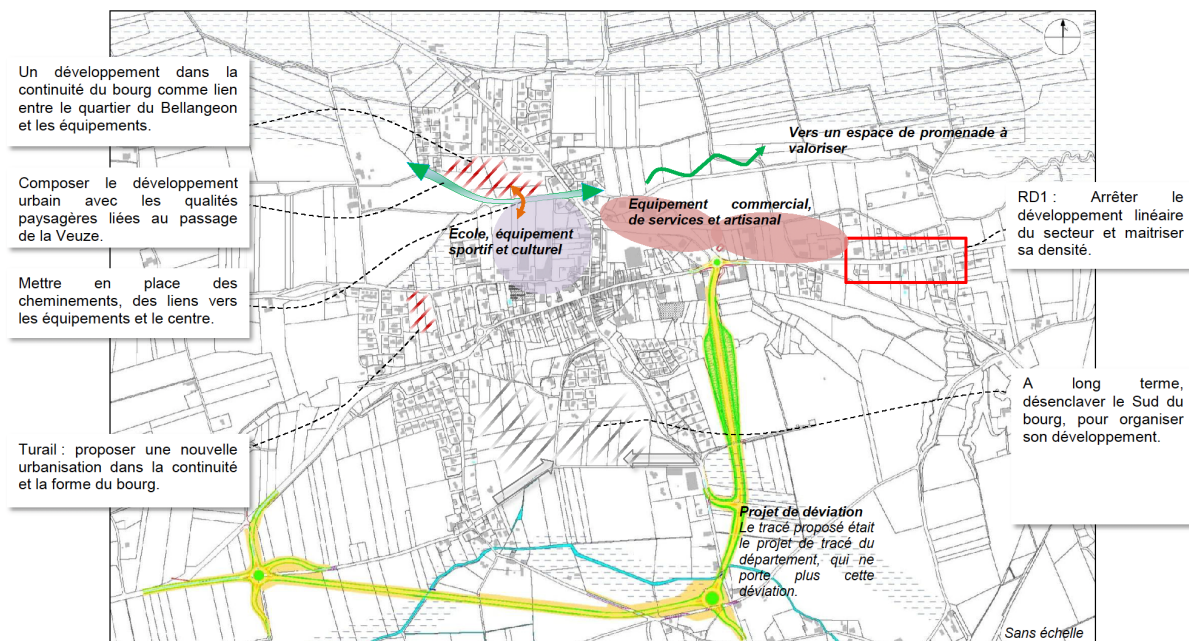 Un développement dans la
continuité du bourg comme lien
entre le quartier du Bellangeon
et les équipements.
Composer le développement
urbain avec les qualités
paysagères liées au passage
de la Veuze.
Mettre en place des
cheminements, des liens vers
les équipements et le centre.
Turail : proposer une nouvelle
urbanisation dans la continuité
et la forme du bourg.
Vers un espace de promenade à
valoriser
Equipement commercial,
de services et artisanal
Ecole, équipement
sportif et culturel
RD1 : Arrêter le
développement linéaire
du secteur et maitriser
sa densité.
A long terme,
désenclaver le Sud du
bourg, pour organiser
son développement.
Projet de déviation
Le tracé proposé était
le projet de tracé du
département, qui ne
porte plus cette
déviation.
Sans échelle